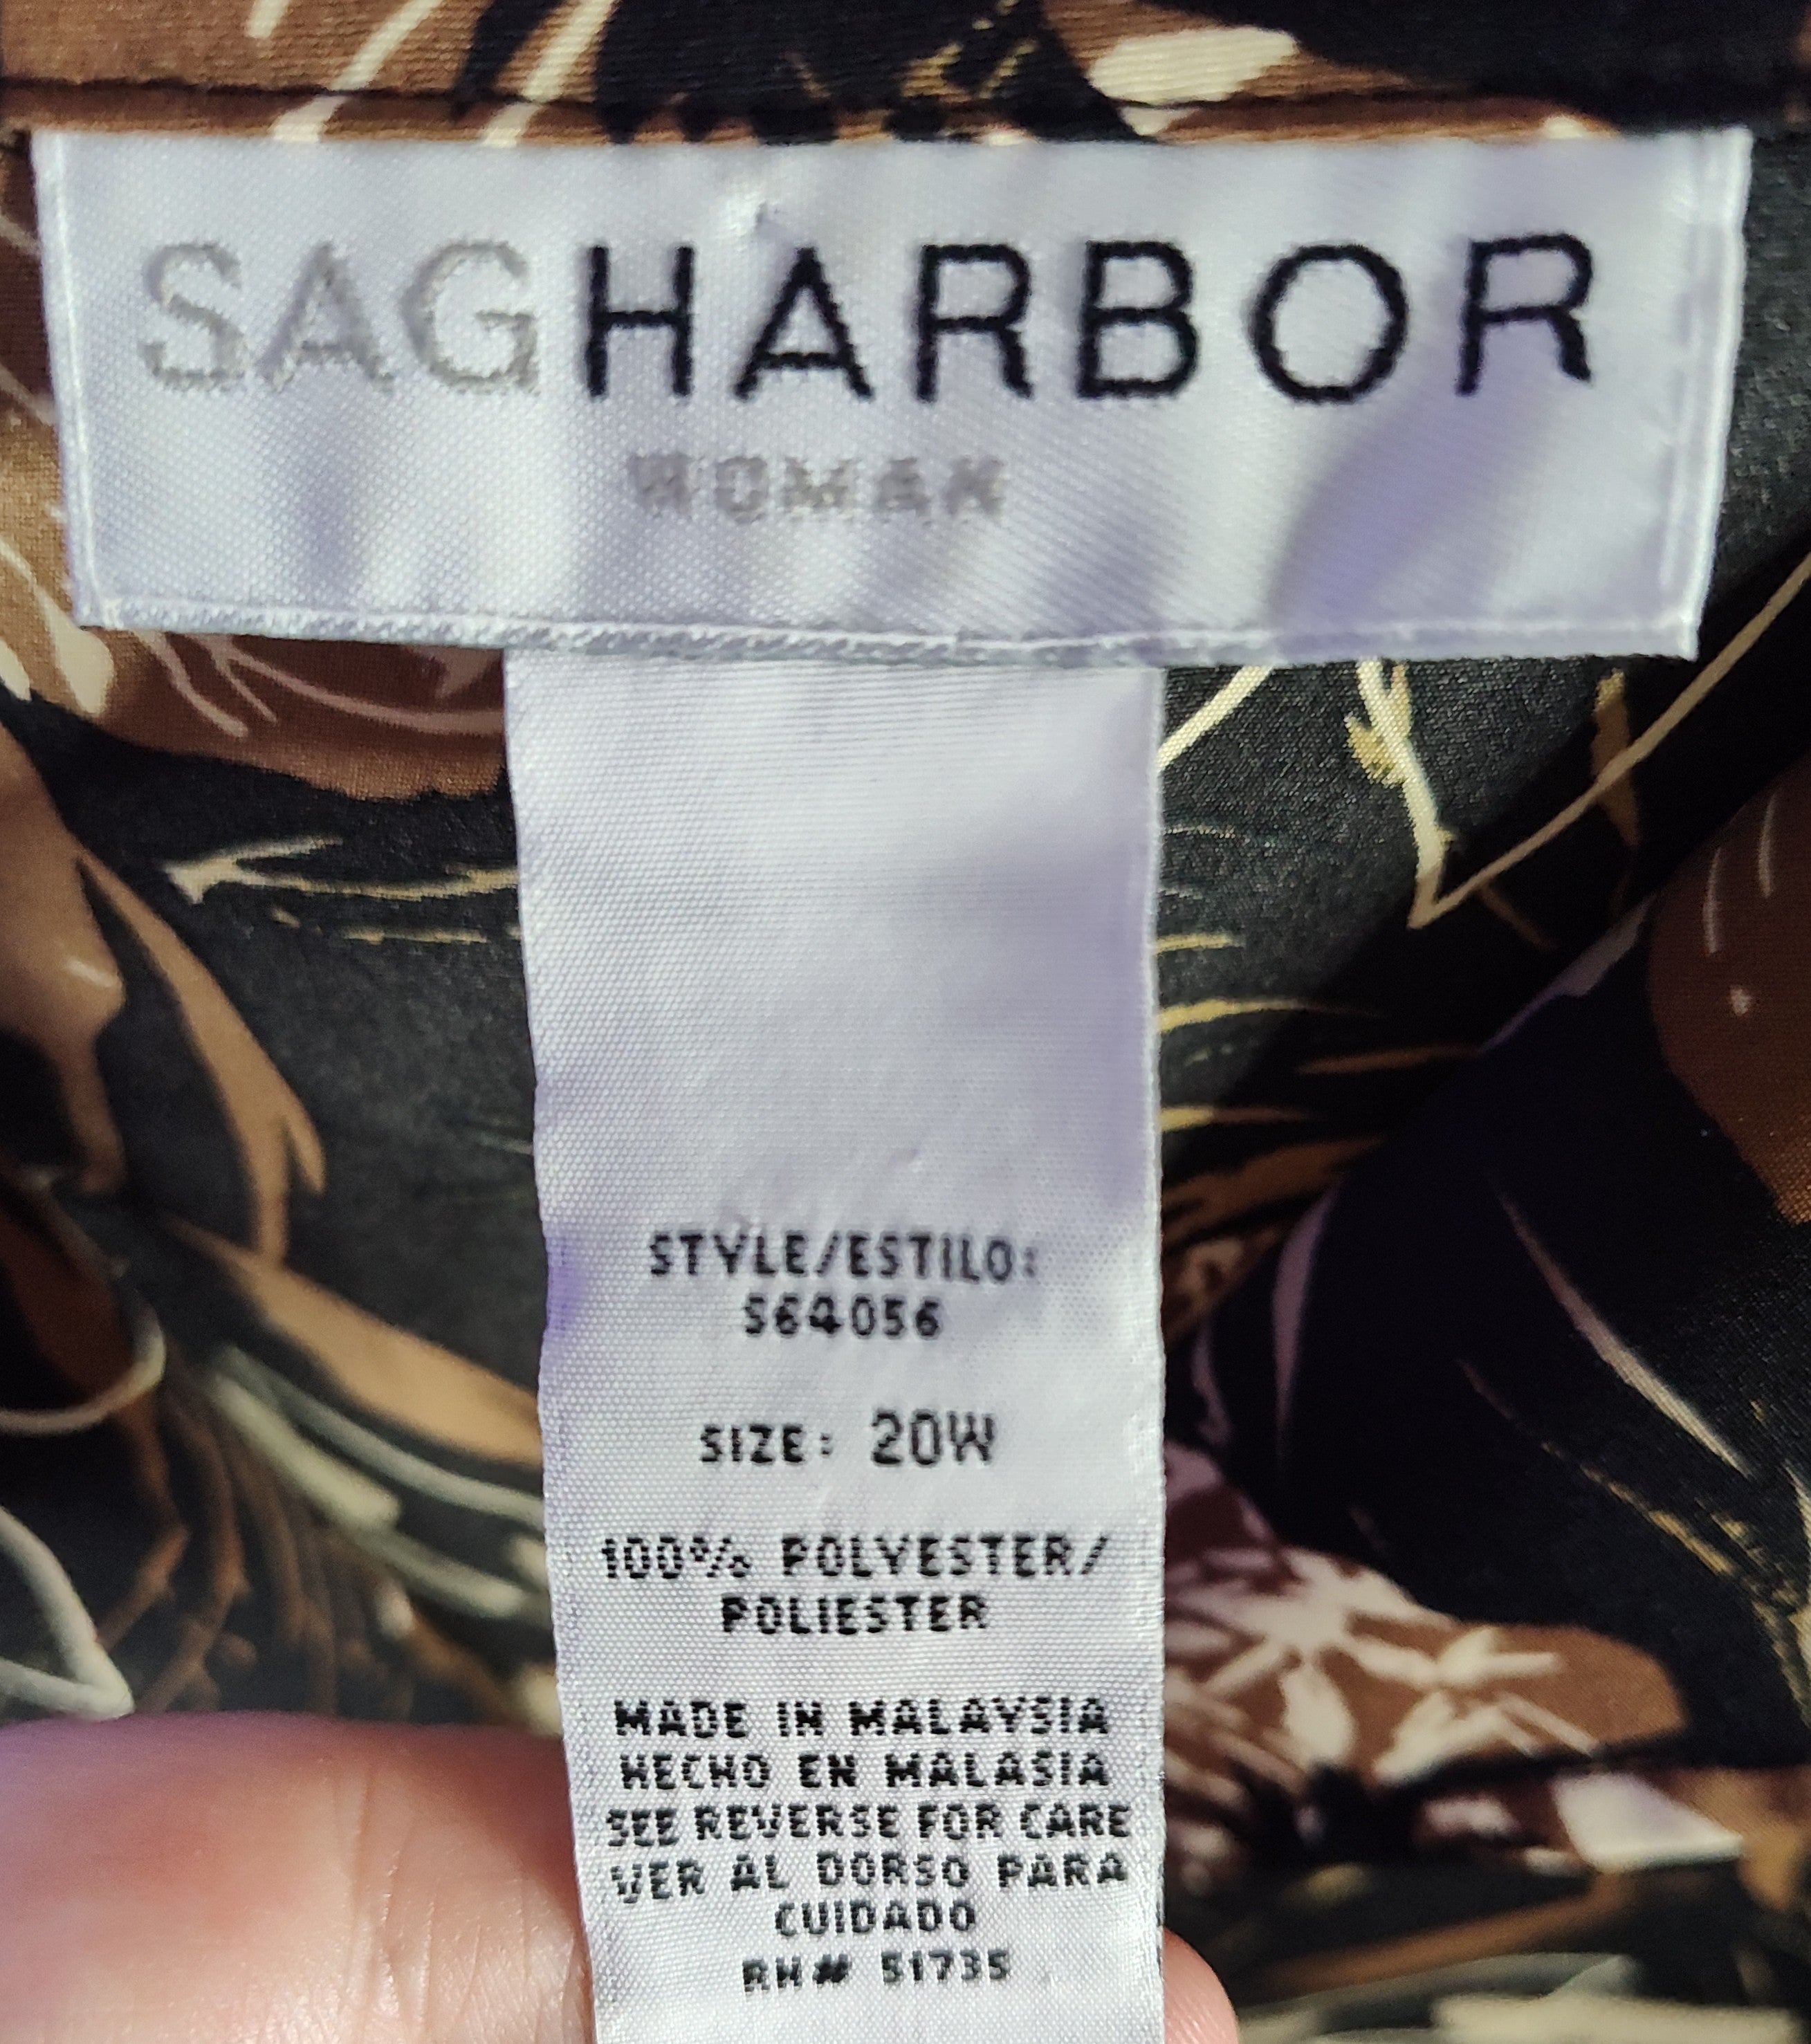 SAGHARBOR
WOMAN
STYLE/ESTILO:
S64056
SIZE: 20W
100% POLYESTER/
POLIESTER
MADE IN MALAYSIA
HECHO EN MALASIA
SEE REVERSE FOR CARE
VER AL DORSO PARA
CUIDADO
RN# 51735